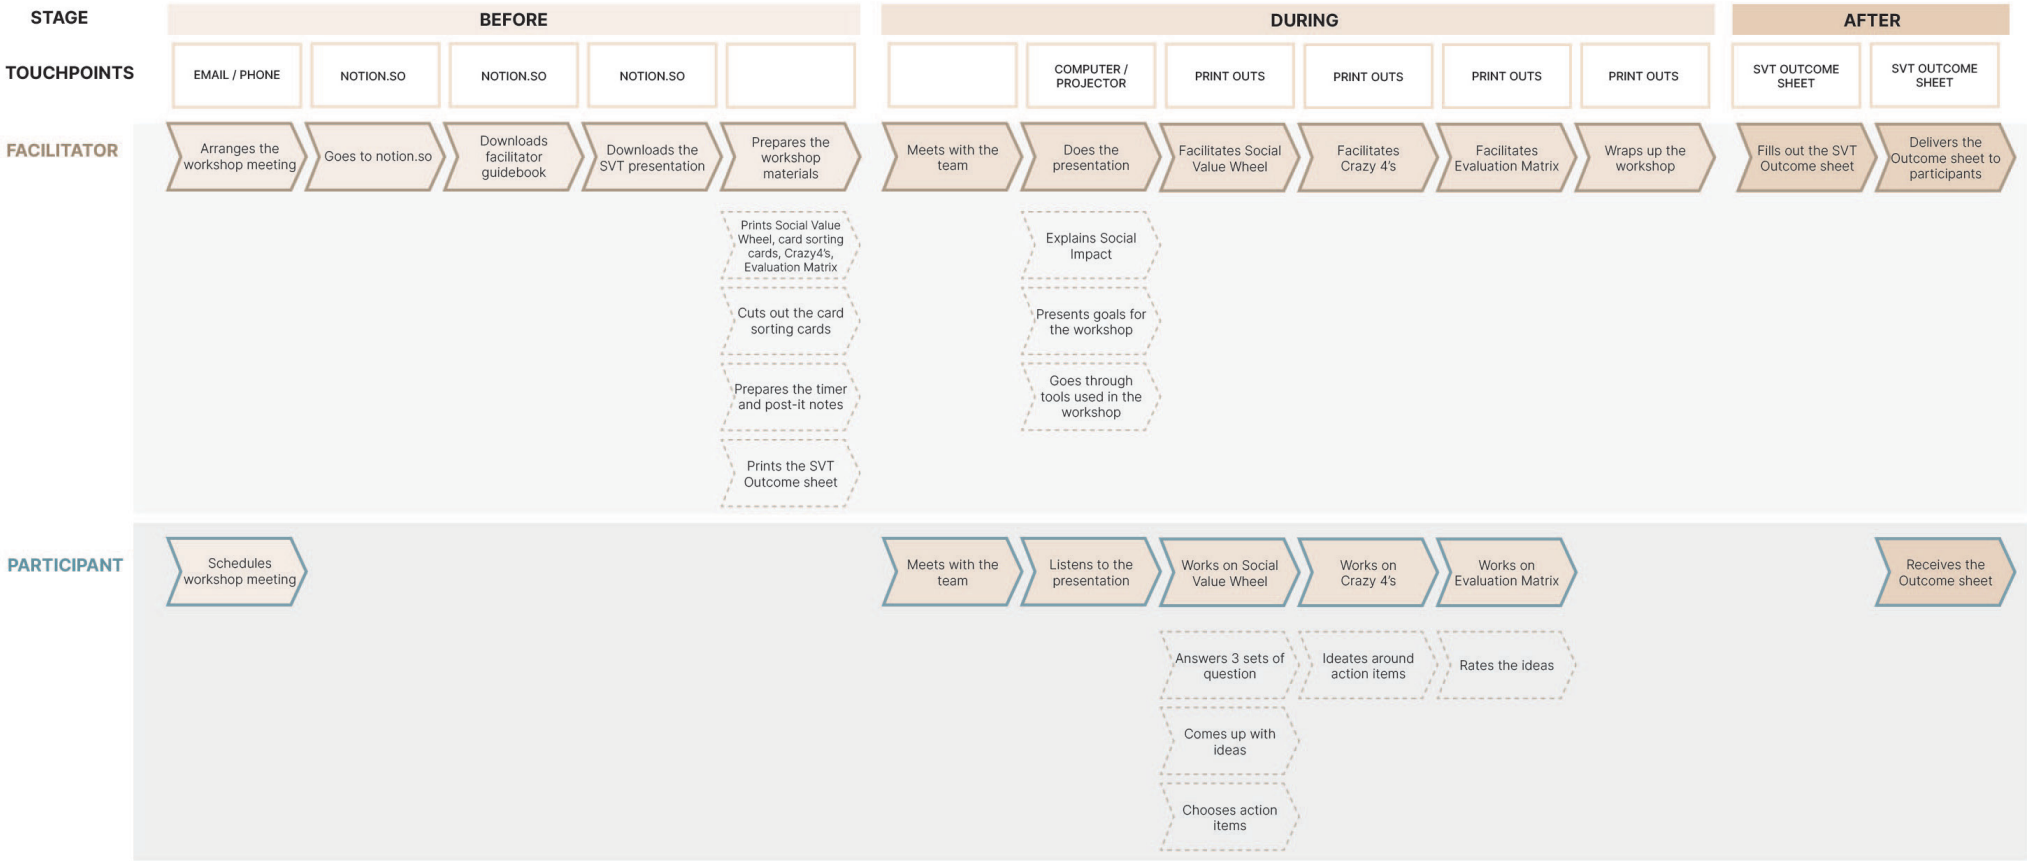 STAGE
BEFORE
DURING
AFTER
TOUCHPOINTS
EMAIL / PHONE
NOTION.SO
NOTION.SO
NOTION.SO
COMPUTER /
PROJECTOR
PRINT OUTS
PRINT OUTS
PRINT OUTS
PRINT OUTS
SVT OUTCOME
SHEET
SVT OUTCOME
SHEET
FACILITATOR
Arranges the
workshop meeting
Goes to notion.so
Downloads
facilitator
guidebook
Downloads the
SVT presentation
Prepares the
workshop
materials
Meets with the
team
Does the
presentation
Facilitates Social
Value Wheel
Facilitates
Crazy 4's
Facilitates
Evaluation Matrix
Wraps up the
workshop
Fills out the SVT
Outcome sheet
Delivers the
Outcome sheet to
participants
Prints Social Value
Wheel, card sorting
cards, Crazy4's,
Evaluation Matrix
Explains Social
Impact
Cuts out the card
sorting cards
Presents goals for
the workshop
Prepares the timer
and post-it notes
Goes through
tools used in the
workshop
Prints the SVT
Outcome sheet
PARTICIPANT
Schedules
workshop meeting
Meets with the
team
Listens to the
presentation
Works on Social
Value Wheel
Works on
Crazy 4's
Works on
Evaluation Matrix
Receives the
Outcome sheet
Answers 3 sets of
question
Ideates around
action items
Rates the ideas
Comes up with
ideas
Chooses action
items